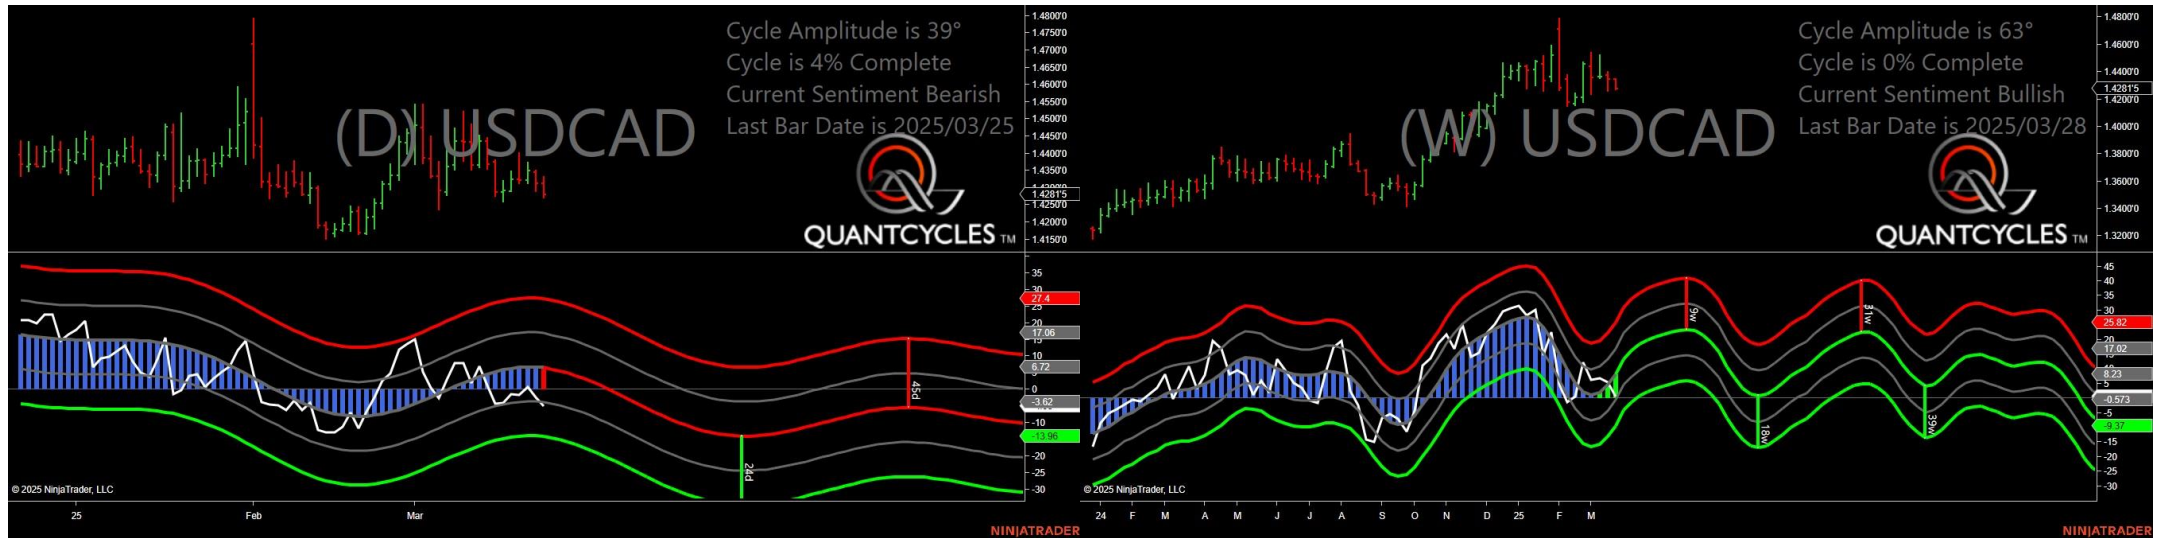 Cycle Amplitude is 39°
Cycle is 4% Complete
Current Sentiment Bearish
Last Bar Date is 2025/03/25
(D) USDCAD
QUANTCYCLES TM
1.4800'0
1.4750'0
1.4700'0
1.4650'0
1.4600'0
1.4550'0
1.4500'0
1.4450'0
1.4400'0
1.4350'0
1.4281'5
1.4250'0
1.4200'0
1.4150'0
35
30
27.4
25
20
17.06
15
10
6.72
5
0
-3.62
-10
-13.96
-20
-25
-30
45d
24d
© 2025 NinjaTrader, LLC
25 Feb Mar
NINJATRADER
Cycle Amplitude is 63°
Cycle is 0% Complete
Current Sentiment Bullish
Last Bar Date is 2025/03/28
(W) USDCAD
QUANTCYCLES TM
1.4800'0
1.4600'0
1.4400'0
1.4281'5
1.4200'0
1.4000'0
1.3800'0
1.3600'0
1.3400'0
1.3200'0
45
35
30
25.82
20
17.02
8.23
5
-0.573
-5
-9.37
-15
-20
-25
-30
9w
31w
18w
39w
© 2025 NinjaTrader, LLC
24 F M A M J J A S O N D 25 F M
NINJATRADER